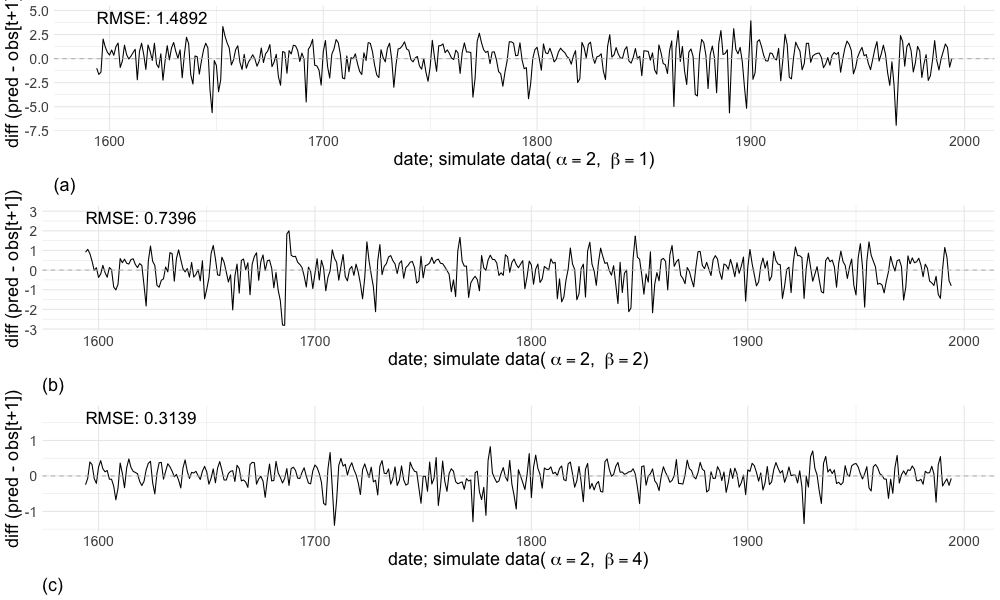 diff (pred - obs[t+1])
RMSE: 1.4892
5.0
2.5
0.0
-2.5
-5.0
-7.5
1600 1700 1800 1900 2000
date; simulate data( α = 2, β = 1)
(a)
diff (pred - obs[t+1])
RMSE: 0.7396
3
2
1
0
-1
-2
-3
1600 1700 1800 1900 2000
date; simulate data( α = 2, β = 2)
(b)
diff (pred - obs[t+1])
RMSE: 0.3139
1
0
-1
1600 1700 1800 1900 2000
date; simulate data( α = 2, β = 4)
(c)